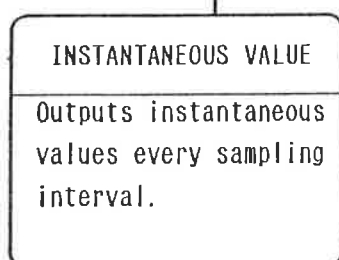 INSTANTANEOUS VALUE
Outputs instantaneous
values every sampling
interval.